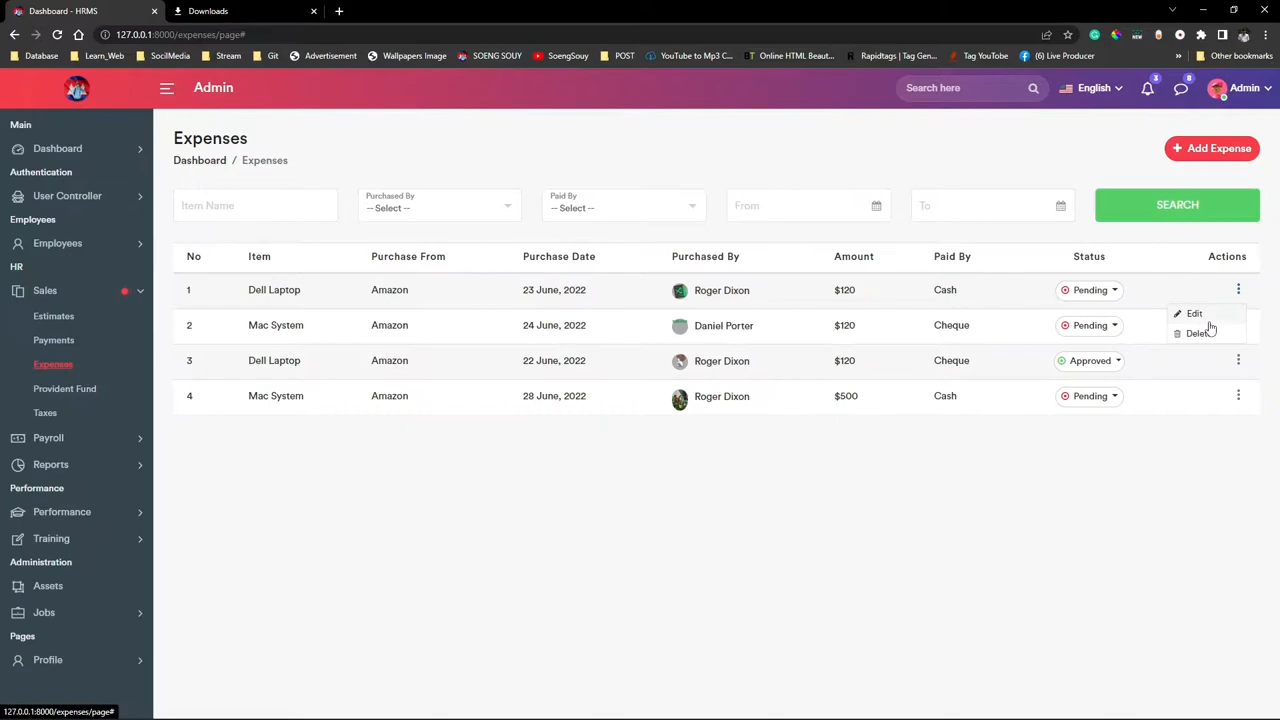 Dashboard - HRMS
Downloads
127.0.0.1:8000/expenses/page#
Database Learn_Web SocilMedia Stream Git Advertisement Wallpapers Image SOENG SOUY SoengSouy POST YouTube to Mp3 C... Online HTML Beaut... Rapidtags | Tag Gen... Tag YouTube (6) Live Producer » Other bookmarks
Admin
Search here
English
3
8
Admin
Main
Dashboard
Authentication
User Controller
Employees
Employees
HR
Sales
Estimates
Payments
Expenses
Provident Fund
Taxes
Payroll
Reports
Performance
Performance
Training
Administration
Assets
Jobs
Pages
Profile
Expenses
Dashboard / Expenses
+ Add Expense
Item Name
Purchased By
-- Select --
Paid By
-- Select --
From
To
SEARCH
No Item Purchase From Purchase Date Purchased By Amount Paid By Status Actions
1 Dell Laptop Amazon 23 June, 2022 Roger Dixon $120 Cash Pending
2 Mac System Amazon 24 June, 2022 Daniel Porter $120 Cheque Pending
3 Dell Laptop Amazon 22 June, 2022 Roger Dixon $120 Cheque Approved
4 Mac System Amazon 28 June, 2022 Roger Dixon $500 Cash Pending
Edit
127.0.0.1:8000/expenses/page#